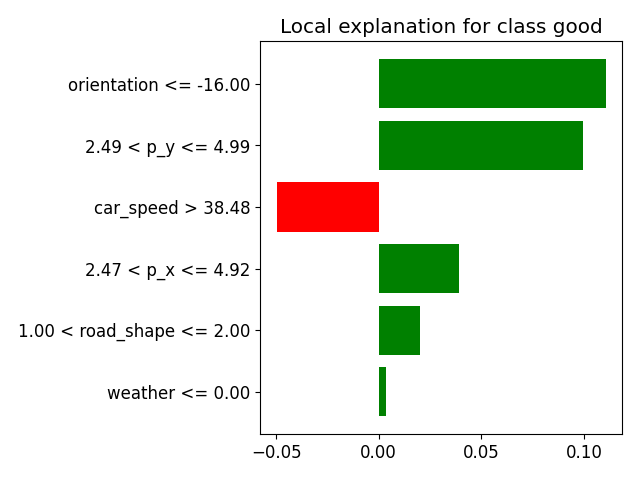 Local explanation for class good
orientation <= -16.00
2.49 < p_y <= 4.99
car_speed > 38.48
2.47 < p_x <= 4.92
1.00 < road_shape <= 2.00
weather <= 0.00
−0.05 0.00 0.05 0.10